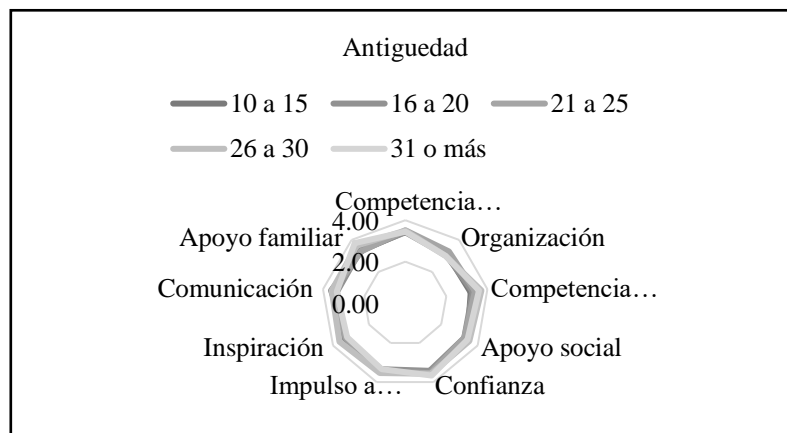 Antiguedad
10 a 15 16 a 20 21 a 25
26 a 30 31 o más
Competencia…
4.00
Apoyo familiar Organización
2.00
Comunicación 0.00 Competencia…
Inspiración Apoyo social
Impulso a… Confianza